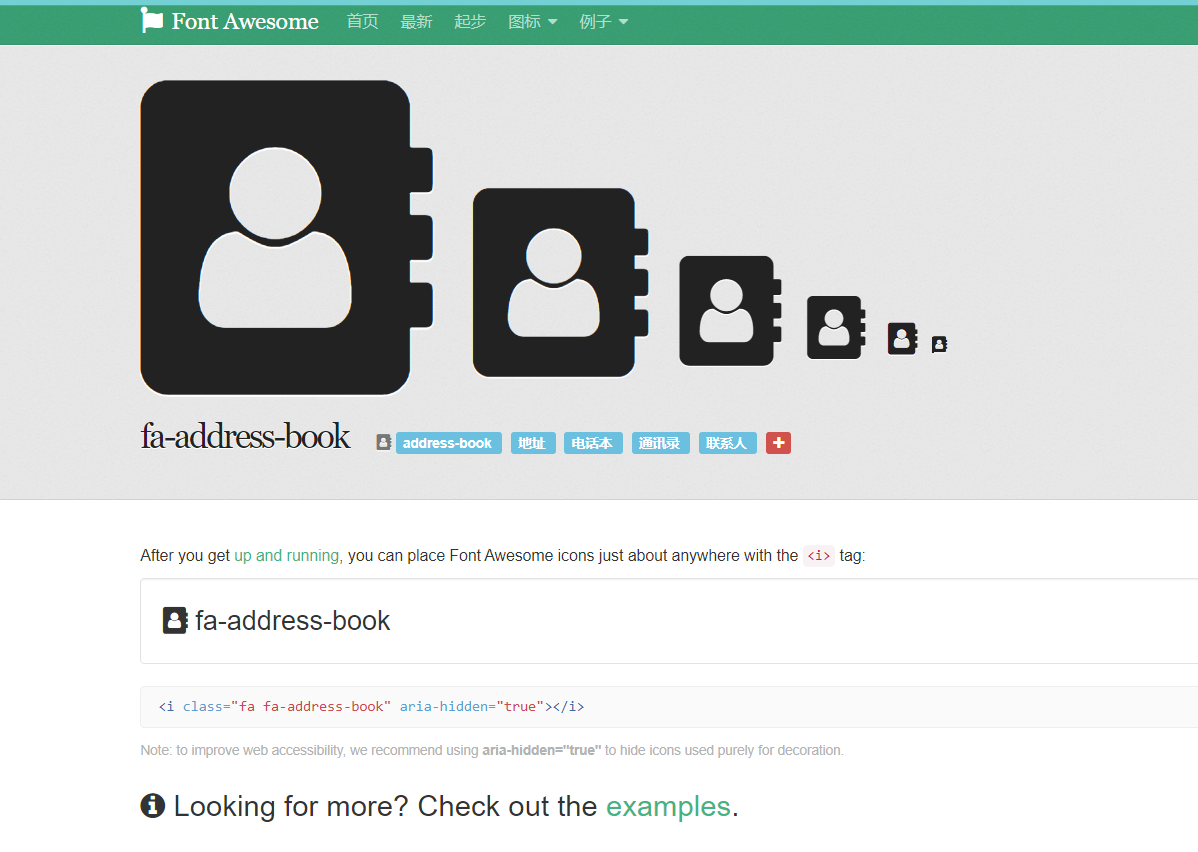 Font Awesome 首页 最新 起步 图标 例子
fa-address-book address-book 地址 电话本 通讯录 联系人
After you get up and running, you can place Font Awesome icons just about anywhere with the <i> tag:
fa-address-book
<i class="fa fa-address-book" aria-hidden="true"></i>
Note: to improve web accessibility, we recommend using aria-hidden="true" to hide icons used purely for decoration.
Looking for more? Check out the examples.